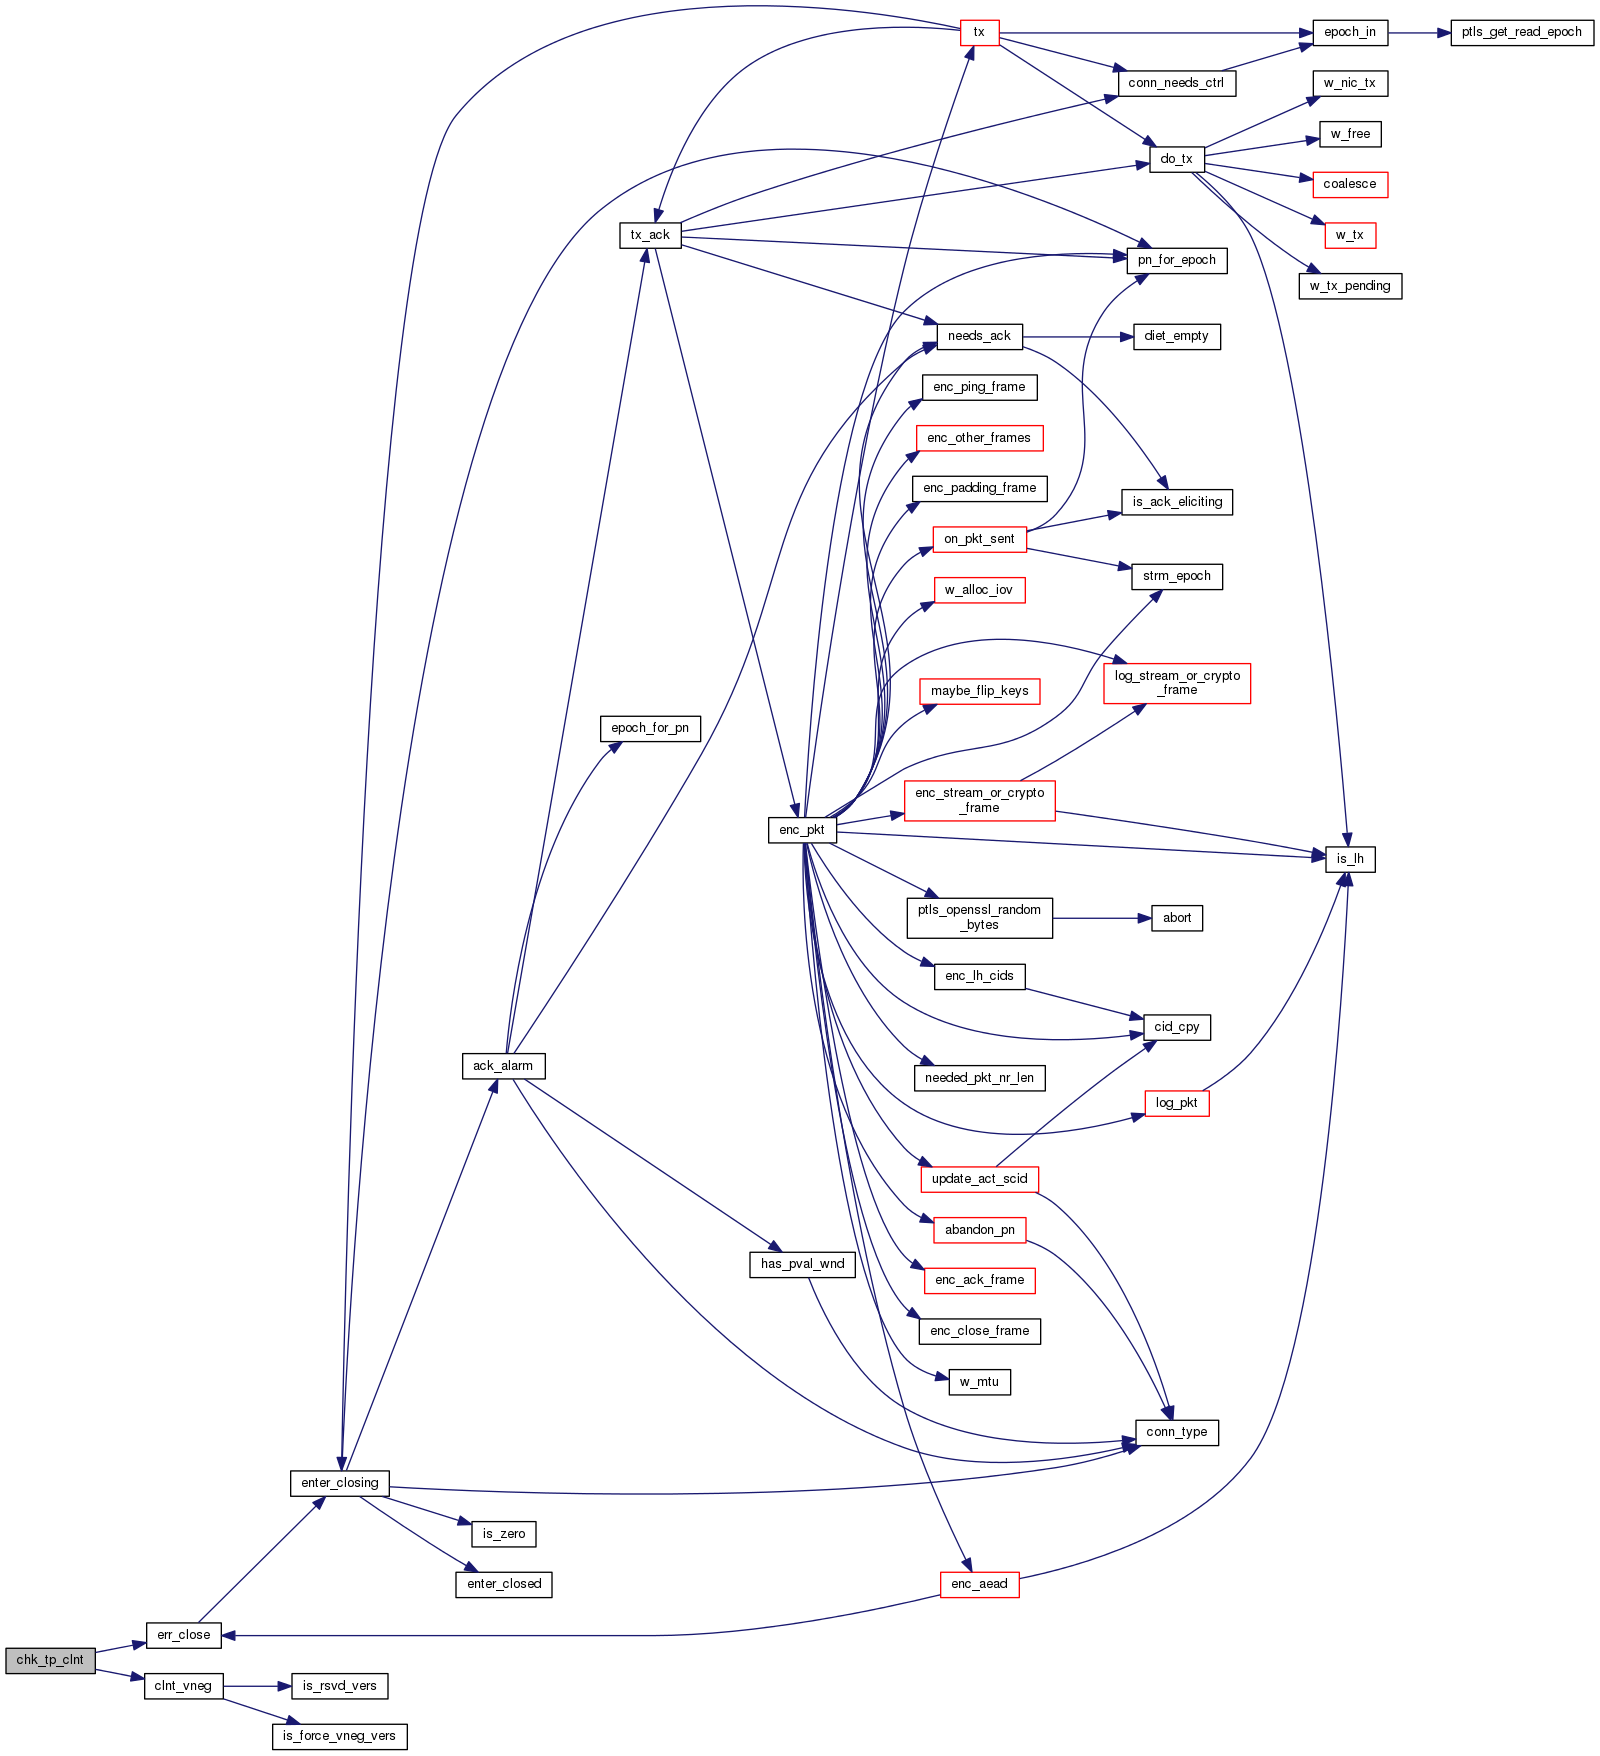 tx
epoch_in
ptls_get_read_epoch
conn_needs_ctrl
w_nic_tx
w_free
do_tx
coalesce
tx_ack
w_tx
pn_for_epoch
w_tx_pending
needs_ack
diet_empty
enc_ping_frame
enc_other_frames
enc_padding_frame
is_ack_eliciting
on_pkt_sent
strm_epoch
w_alloc_iov
log_stream_or_crypto
_frame
maybe_flip_keys
epoch_for_pn
enc_stream_or_crypto
_frame
enc_pkt
is_lh
ptls_openssl_random
_bytes
abort
enc_lh_cids
cid_cpy
ack_alarm
needed_pkt_nr_len
log_pkt
update_act_scid
abandon_pn
has_pval_wnd
enc_ack_frame
enc_close_frame
w_mtu
conn_type
enter_closing
is_zero
enter_closed
enc_aead
err_close
chk_tp_clnt
clnt_vneg
is_rsvd_vers
is_force_vneg_vers